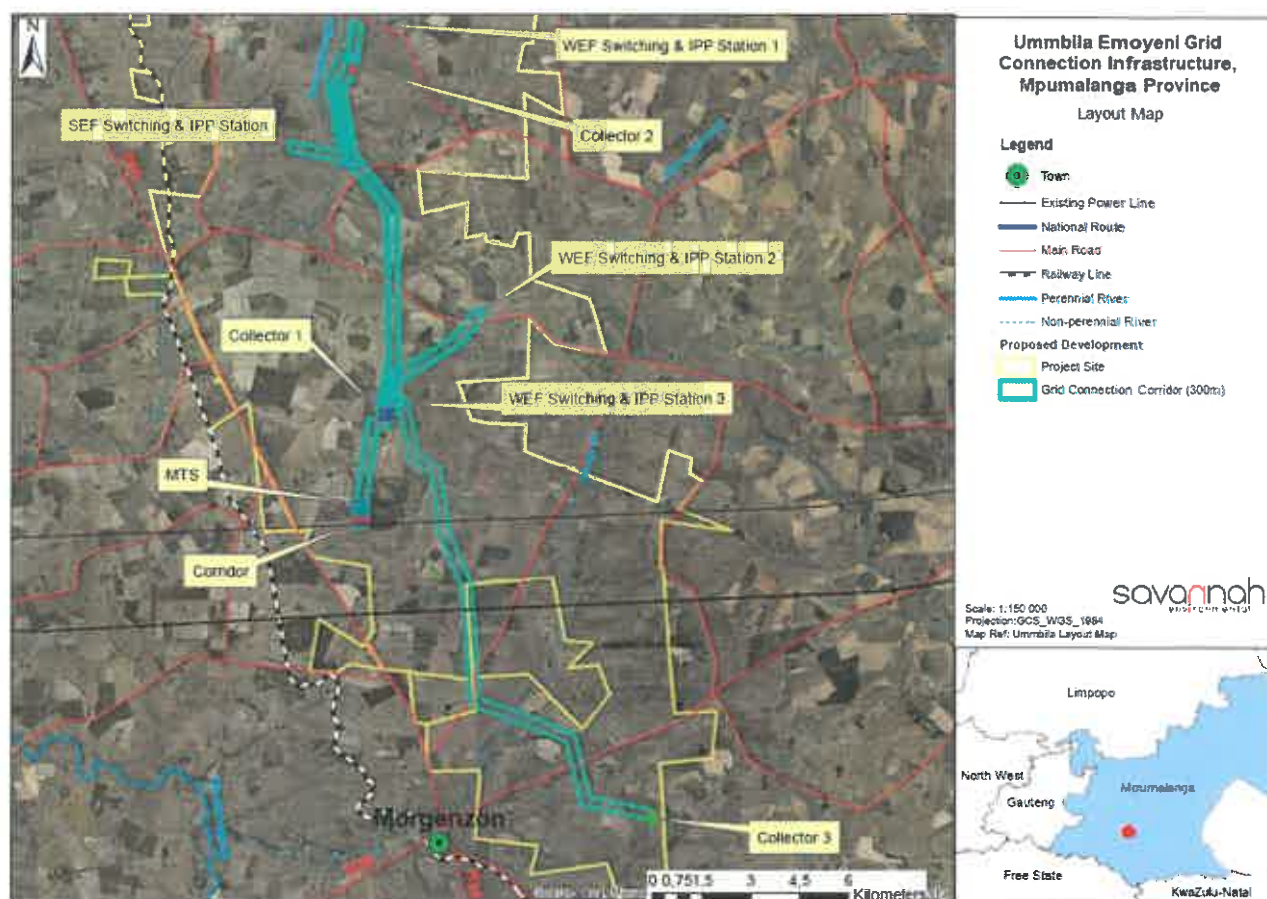 N
WEF Switching & IPP Station 1
SEF Switching & IPP Station
Collector 2
WEF Switching & IPP Station 2
Collector 1
WEF Switching & IPP Station 3
MTS
Corridor
Morgenzon
Collector 3
0 0,75 1,5 3 4,5 6
Kilometers
Ummbila Emoyeni Grid
Connection Infrastructure,
Mpumalanga Province
Layout Map
Legend
Town
Existing Power Line
National Route
Main Road
Railway Line
Perennial River
Non-perennial River
Proposed Development
Project Site
Grid Connection Corridor (300m)
savannah
environmental
Scale: 1:150 000
Projection:GCS_WGS_1984
Map Ref: Ummbila Layout Map
Limpopo
North West
Gauteng
Mpumalanga
Free State
KwaZulu-Natal